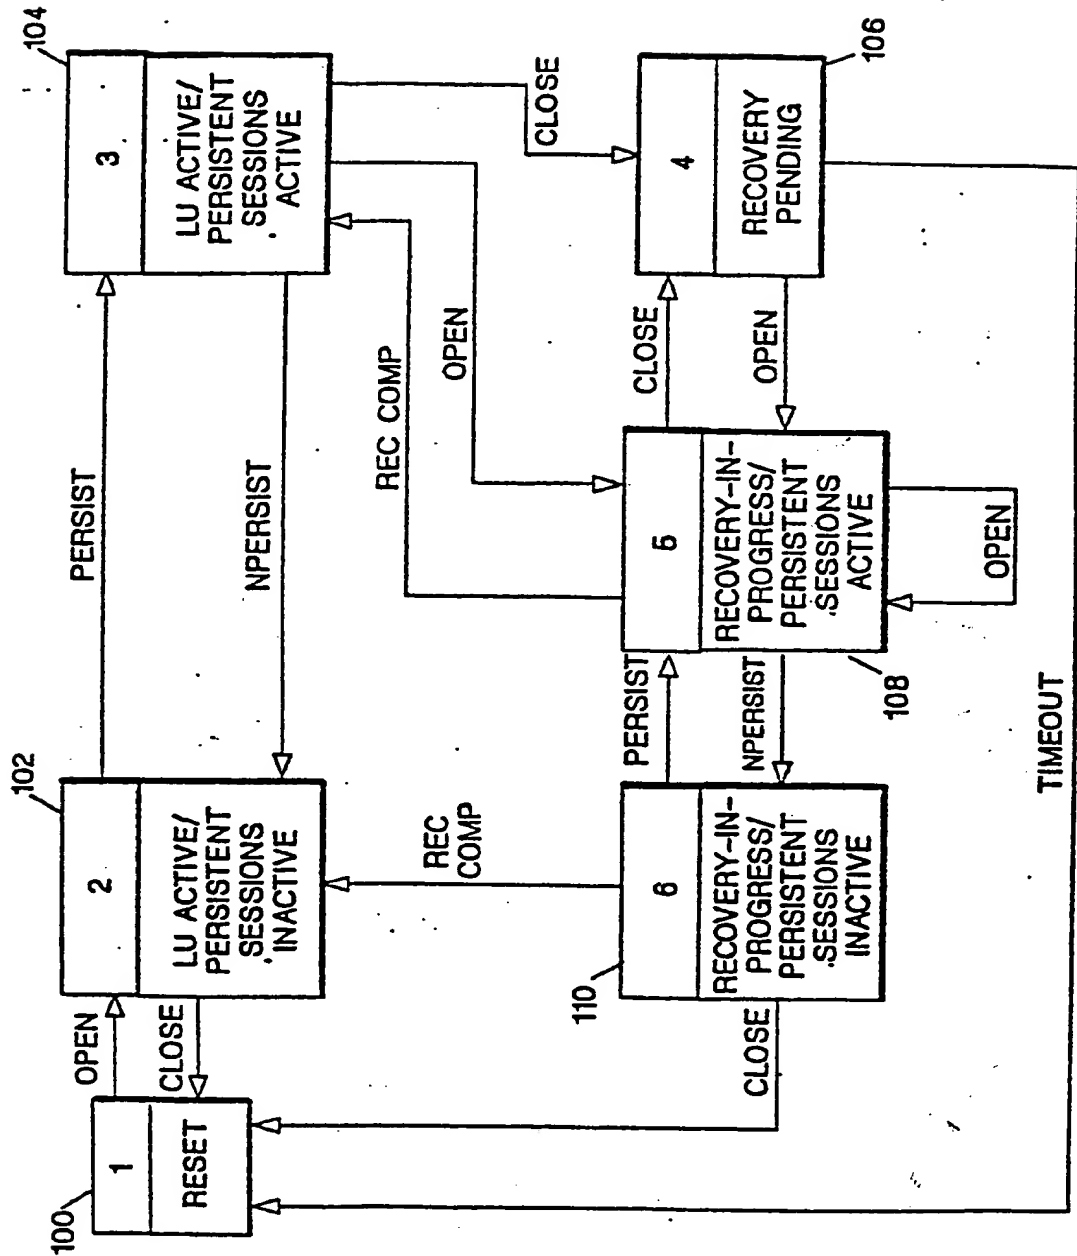 100
1
RESET
OPEN
CLOSE
102
2
LU ACTIVE/
PERSISTENT
SESSIONS
INACTIVE
PERSIST
NPERSIST
104
3
LU ACTIVE/
PERSISTENT
SESSIONS
ACTIVE
REC
COMP
REC COMP
OPEN
CLOSE
110
6
RECOVERY-IN-
PROGRESS/
PERSISTENT
SESSIONS
INACTIVE
CLOSE
PERSIST
NPERSIST
5
RECOVERY-IN-
PROGRESS/
PERSISTENT
SESSIONS
ACTIVE
108
CLOSE
OPEN
4
RECOVERY
PENDING
106
OPEN
TIMEOUT